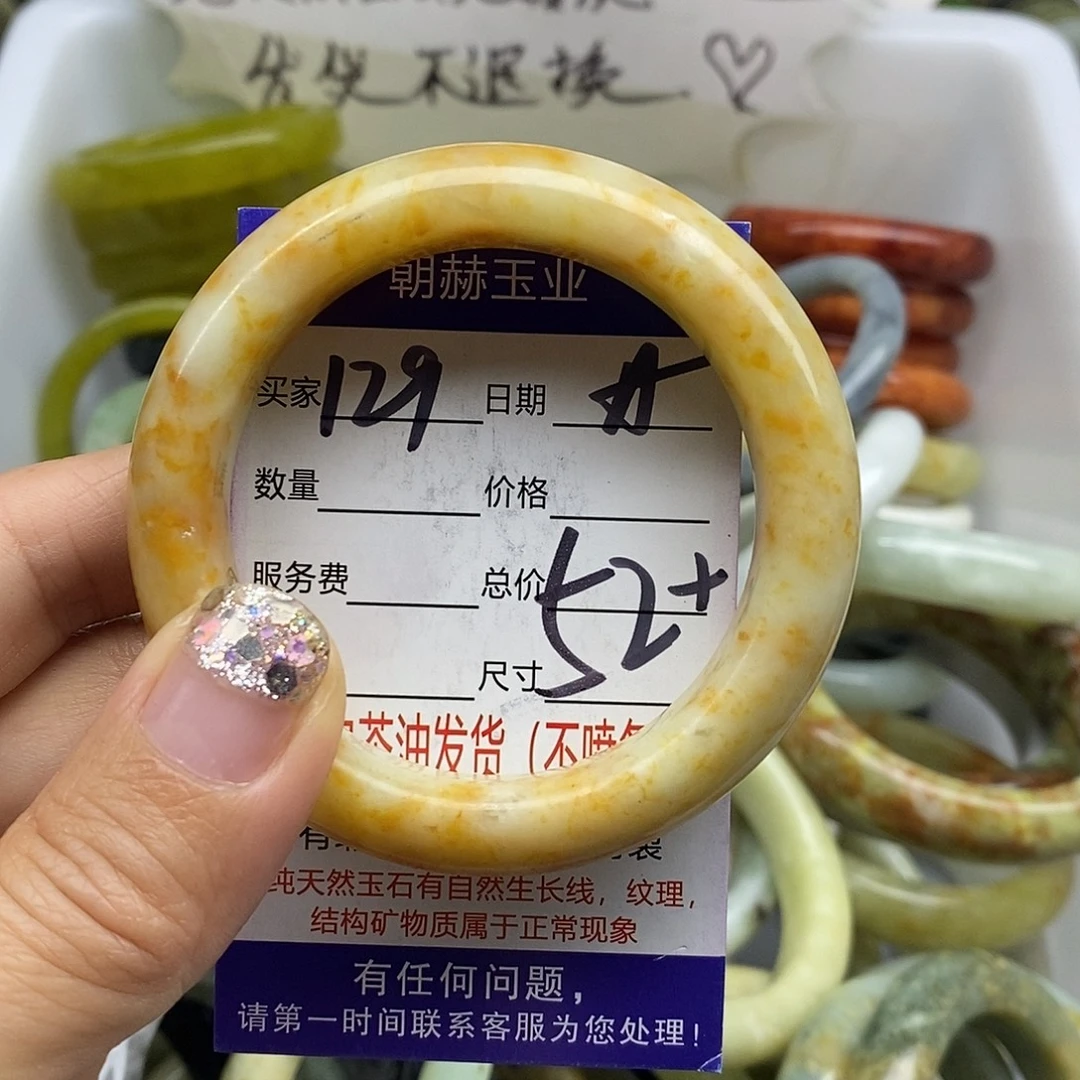 不退换
朝赫玉业
买家 129 日期
数量 价格
服务费 总价 52+
尺寸
茶油发货（不喷
纯天然玉石有自然生长线，纹理，
结构矿物质属于正常现象
有任何问题，
请第一时间联系客服为您处理！